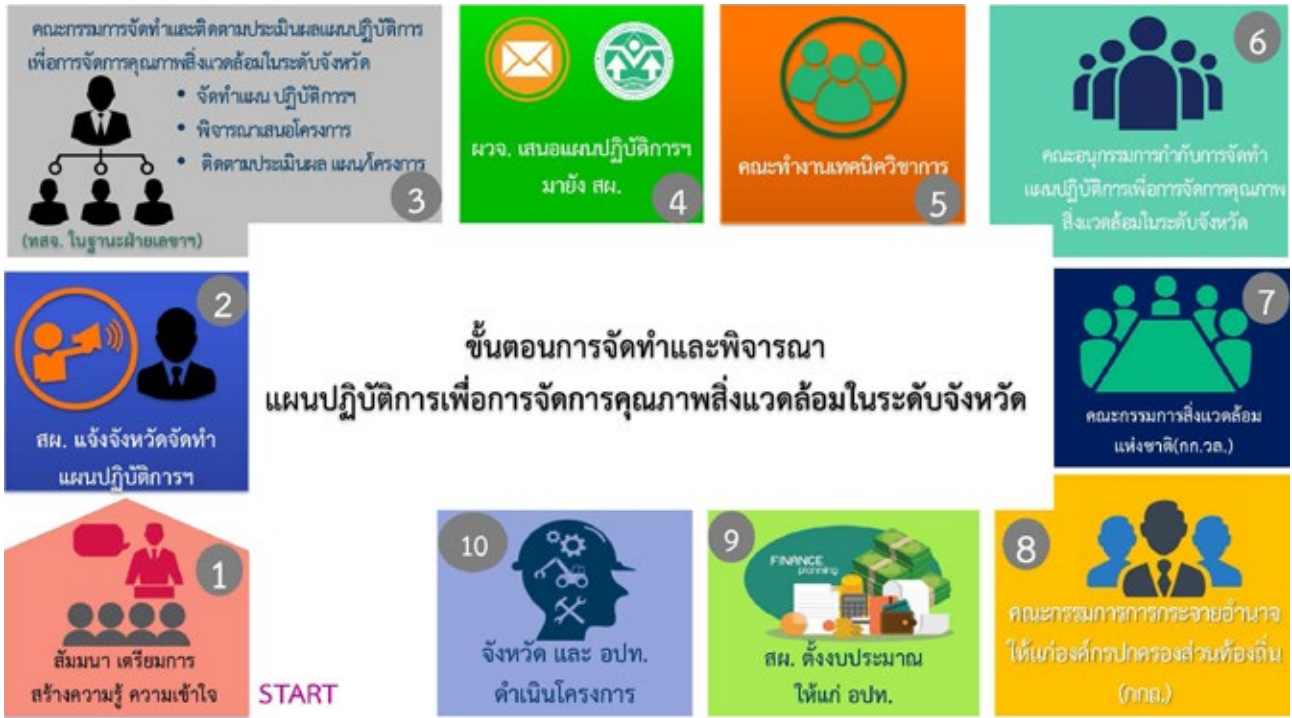 คณะกรรมการจัดทำและติดตามประเมินผลแผนปฏิบัติการ
เพื่อการจัดการคุณภาพสิ่งแวดล้อมในระดับจังหวัด
• จัดทำแผน ปฏิบัติการฯ
• พิจารณาเสนอโครงการ
• ติดตามประเมินผล แผน/โครงการ
3
(ทสจ. ในฐานะฝ่ายเลขาฯ)
ผวจ. เสนอแผนปฏิบัติการฯ
มายัง สผ.
4
คณะทำงานเทคนิควิชาการ
5
6
คณะอนุกรรมการกำกับการจัดทำ
แผนปฏิบัติการเพื่อการจัดการคุณภาพ
สิ่งแวดล้อมในระดับจังหวัด
2
สผ. แจ้งจังหวัดจัดทำ
แผนปฏิบัติการฯ
ขั้นตอนการจัดทำและพิจารณา
แผนปฏิบัติการเพื่อการจัดการคุณภาพสิ่งแวดล้อมในระดับจังหวัด
7
คณะกรรมการสิ่งแวดล้อม
แห่งชาติ(กก.วล.)
1
สัมมนา เตรียมการ
สร้างความรู้ ความเข้าใจ
START
10
จังหวัด และ อปท.
ดำเนินโครงการ
9
FINANCE
planning
สผ. ตั้งงบประมาณ
ให้แก่ อปท.
8
คณะกรรมการการกระจายอำนาจ
ให้แก่องค์กรปกครองส่วนท้องถิ่น
(กกถ.)